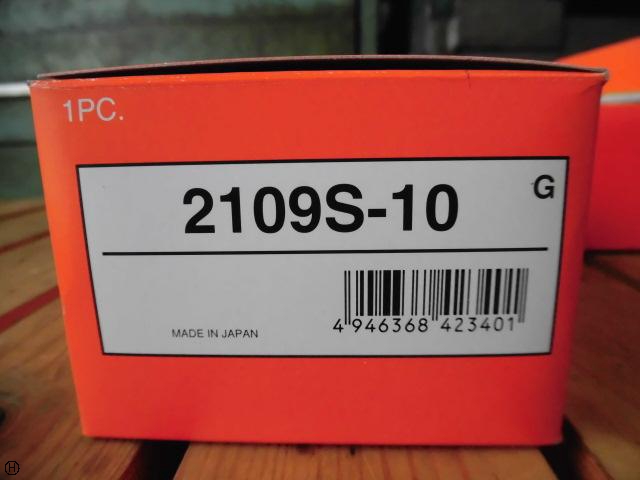 1PC.
2109S-10
G
MADE IN JAPAN
4 946368 423401
H